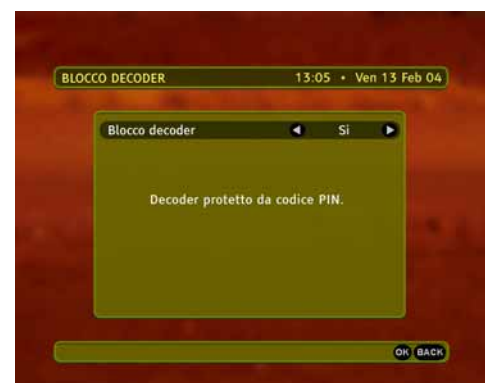 BLOCCO DECODER 13:05 • Ven 13 Feb 04
Blocco decoder Si
Decoder protetto da codice PIN.
OK BACK